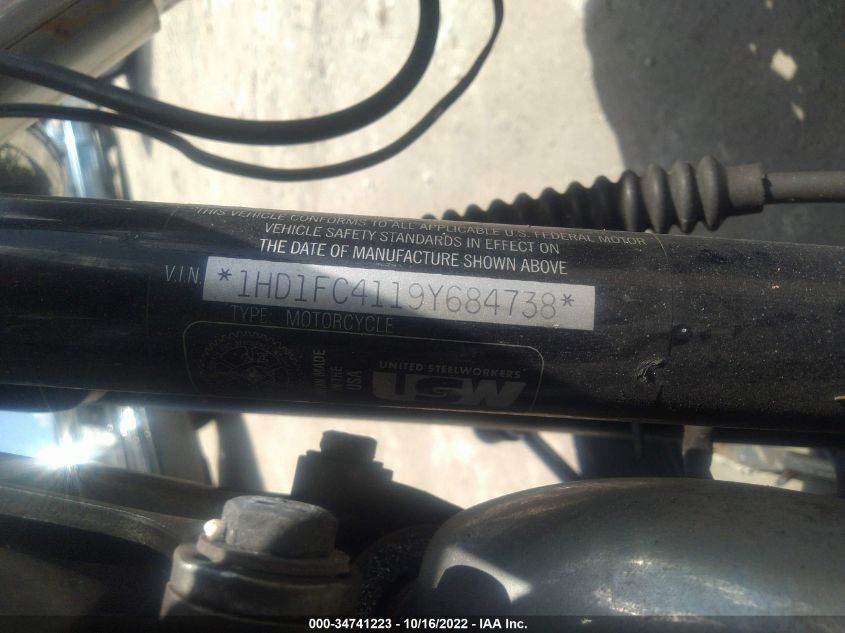 THIS VEHICLE CONFORMS TO ALL APPLICABLE U.S. FEDERAL MOTOR
VEHICLE SAFETY STANDARDS IN EFFECT ON
THE DATE OF MANUFACTURE SHOWN ABOVE
V.I.N. *1HD1FC4119Y684738*
TYPE: MOTORCYCLE
UNION MADE
IN THE
USA
UNITED STEELWORKERS
USW
000-34741223 - 10/16/2022 - IAA Inc.